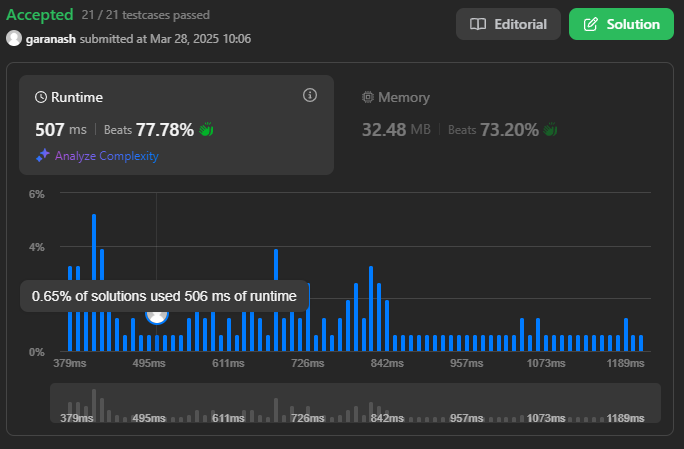 Accepted 21 / 21 testcases passed
Editorial
Solution
garanash submitted at Mar 28, 2025 10:06
Runtime
Memory
507 ms | Beats 77.78%
32.48 MB | Beats 73.20%
Analyze Complexity
6%
4%
0.65% of solutions used 506 ms of runtime
0%
379ms 495ms 611ms 726ms 842ms 957ms 1073ms 1189ms
379ms 495ms 611ms 726ms 842ms 957ms 1073ms 1189ms